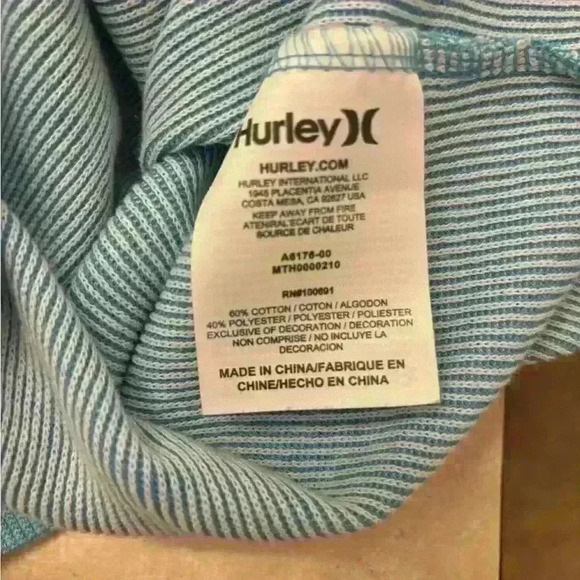 Hurley
HURLEY.COM
HURLEY INTERNATIONAL LLC
1945 PLACENTIA AVENUE
COSTA MESA, CA 92627 USA
KEEP AWAY FROM FIRE
ATENIRAL'ECART DE TOUTE
SOURCE DE CHALEUR
A6176-00
MTH0000210
RN#100691
60% COTTON / COTON / ALGODON
40% POLYESTER / POLYESTER / POLIESTER
EXCLUSIVE OF DECORATION / DECORATION
NON COMPRISE / NO INCLUYE LA
DECORACION
MADE IN CHINA/FABRIQUE EN
CHINE/HECHO EN CHINA